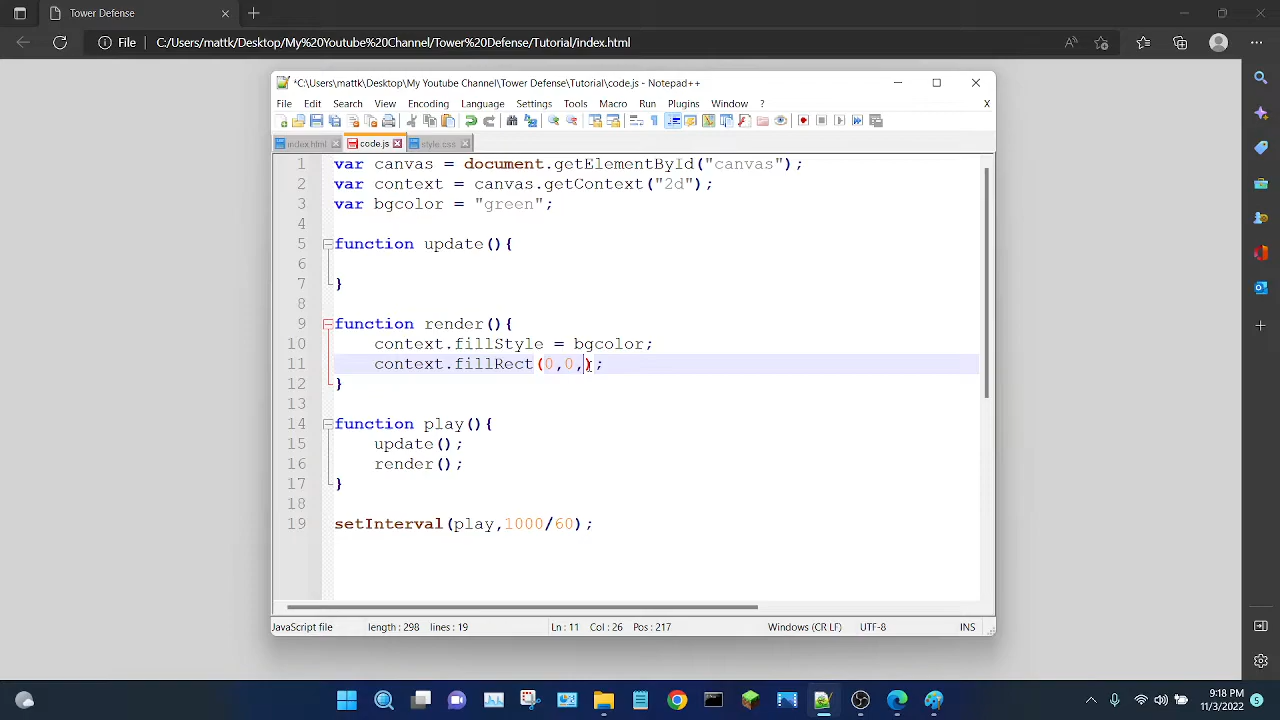 Tower Defense
File C:/Users/mattk/Desktop/My%20Youtube%20Channel/Tower%20Defense/Tutorial/index.html
*C:\Users\mattk\Desktop\My Youtube Channel\Tower Defense\Tutorial\code.js - Notepad++
File Edit Search View Encoding Language Settings Tools Macro Run Plugins Window ? X
index.html code.js style.css
1 var canvas = document.getElementById("canvas");
2 var context = canvas.getContext("2d");
3 var bgcolor = "green";
4
5 function update(){
6
7 }
8
9 function render(){
10 context.fillStyle = bgcolor;
11 context.fillRect(0,0,);
12 }
13
14 function play(){
15 update();
16 render();
17 }
18
19 setInterval(play,1000/60);
JavaScript file length : 298 lines : 19 Ln : 11 Col : 26 Pos : 217 Windows (CR LF) UTF-8 INS
9:18 PM
11/3/2022